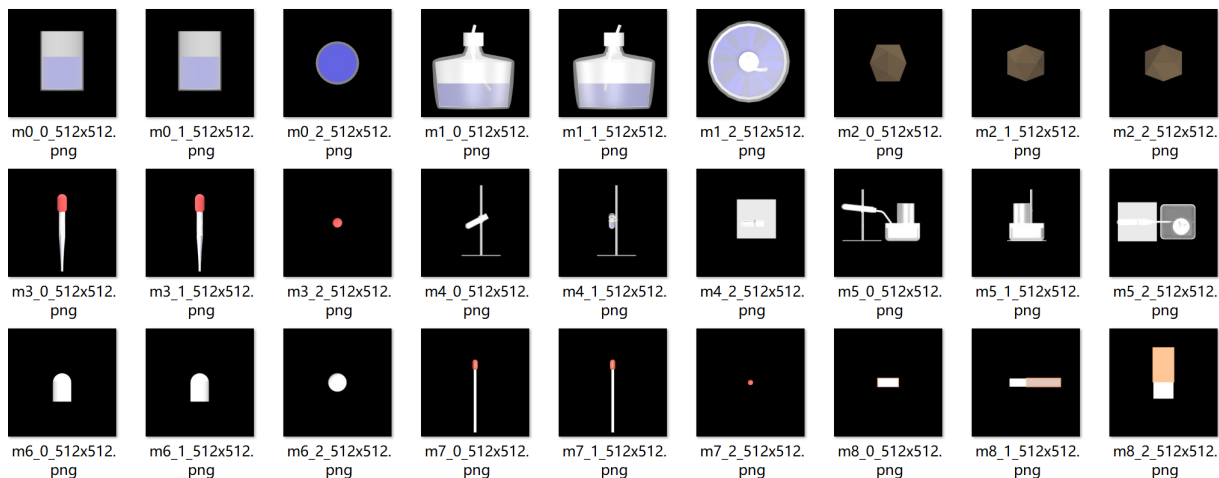 m0_0_512x512.png
m0_1_512x512.png
m0_2_512x512.png
m1_0_512x512.png
m1_1_512x512.png
m1_2_512x512.png
m2_0_512x512.png
m2_1_512x512.png
m2_2_512x512.png
m3_0_512x512.png
m3_1_512x512.png
m3_2_512x512.png
m4_0_512x512.png
m4_1_512x512.png
m4_2_512x512.png
m5_0_512x512.png
m5_1_512x512.png
m5_2_512x512.png
m6_0_512x512.png
m6_1_512x512.png
m6_2_512x512.png
m7_0_512x512.png
m7_1_512x512.png
m7_2_512x512.png
m8_0_512x512.png
m8_1_512x512.png
m8_2_512x512.png